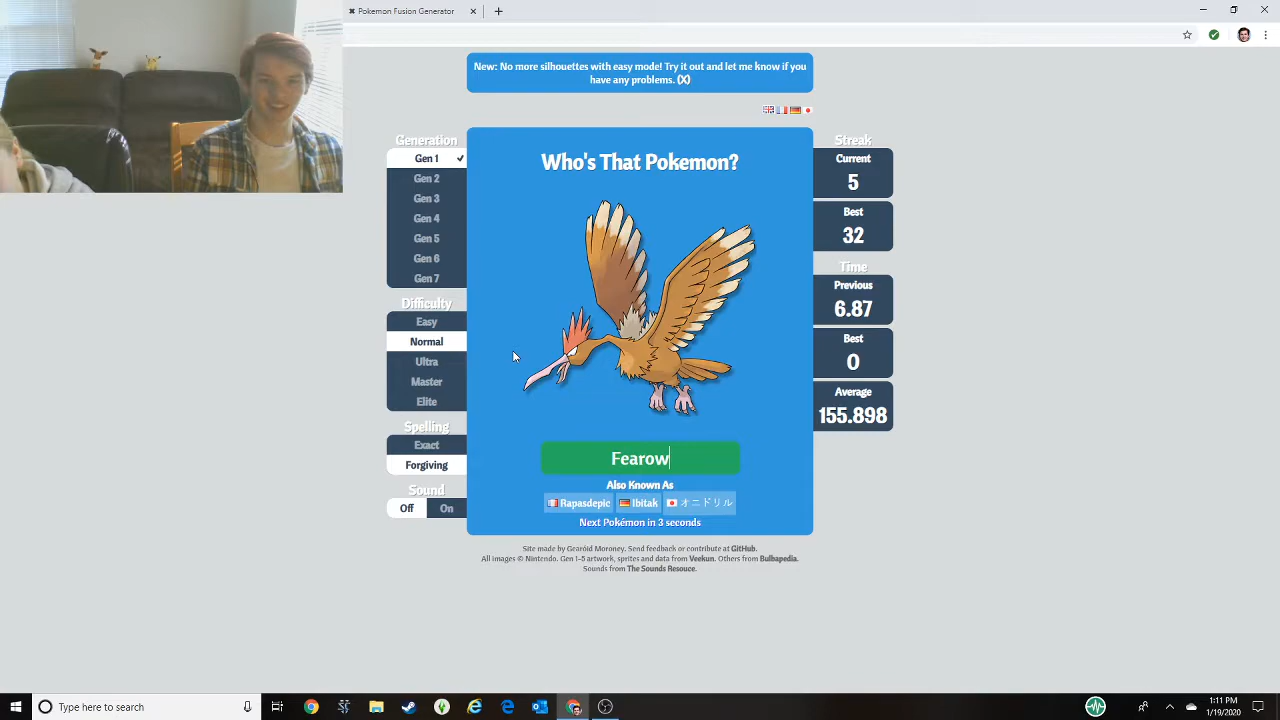 Pokemon Fusion Generator
New: No more silhouettes with easy mode! Try it out and let me know if you
have any problems. (X)
Generation
Gen 1
Gen 2
Gen 3
Gen 4
Gen 5
Gen 6
Gen 7
Difficulty
Easy
Normal
Ultra
Master
Elite
Spelling
Exact
Forgiving
Sound
Off On
Who's That Pokemon?
Fearow
Also Known As
Rapasdepic Ibitak オニドリル
Next Pokémon in 3 seconds
Streak
Current
5
Best
32
Time
Previous
6.87
Best
0
Average
155.898
Site made by Gearóid Moroney. Send feedback or contribute at GitHub.
All images © Nintendo. Gen 1-5 artwork, sprites and data from Veekun. Others from Bulbapedia.
Sounds from The Sounds Resouce.
Type here to search
1:11 PM
1/19/2020